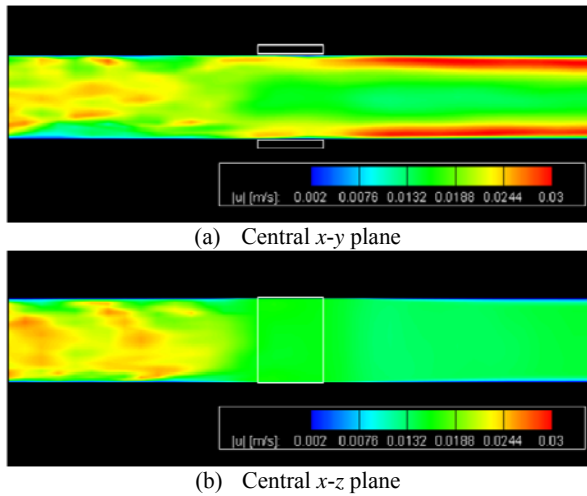 |u| [m/s]: 0.002 0.0076 0.0132 0.0188 0.0244 0.03
(a) Central x-y plane
|u| [m/s]: 0.002 0.0076 0.0132 0.0188 0.0244 0.03
(b) Central x-z plane